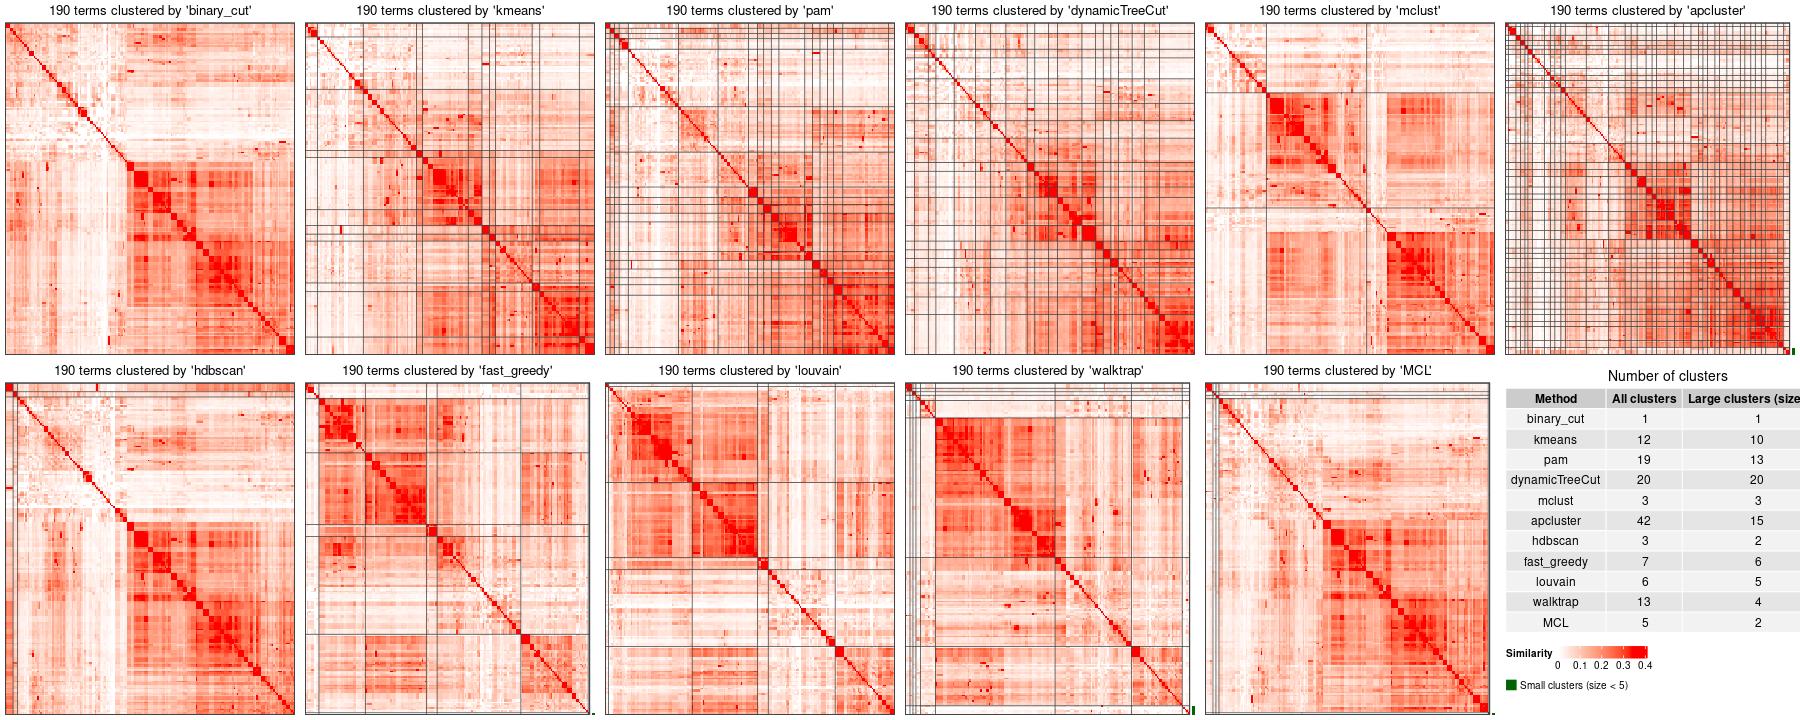 190 terms clustered by 'binary_cut'
190 terms clustered by 'kmeans'
190 terms clustered by 'pam'
190 terms clustered by 'dynamicTreeCut'
190 terms clustered by 'mclust'
190 terms clustered by 'apcluster'
190 terms clustered by 'hdbscan'
190 terms clustered by 'fast_greedy'
190 terms clustered by 'louvain'
190 terms clustered by 'walktrap'
190 terms clustered by 'MCL'
Number of clusters
Method All clusters Large clusters (size
binary_cut 1 1
kmeans 12 10
pam 19 13
dynamicTreeCut 20 20
mclust 3 3
apcluster 42 15
hdbscan 3 2
fast_greedy 7 6
louvain 6 5
walktrap 13 4
MCL 5 2
Similarity
0 0.1 0.2 0.3 0.4
Small clusters (size < 5)